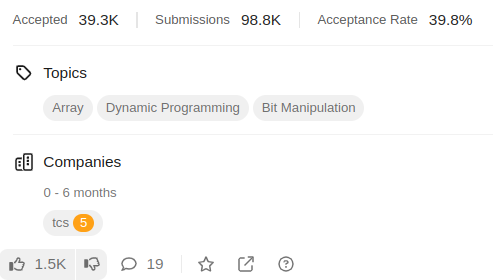 Accepted 39.3K Submissions 98.8K Acceptance Rate 39.8%
Topics
Array Dynamic Programming Bit Manipulation
Companies
0 - 6 months
tcs 5
1.5K 19